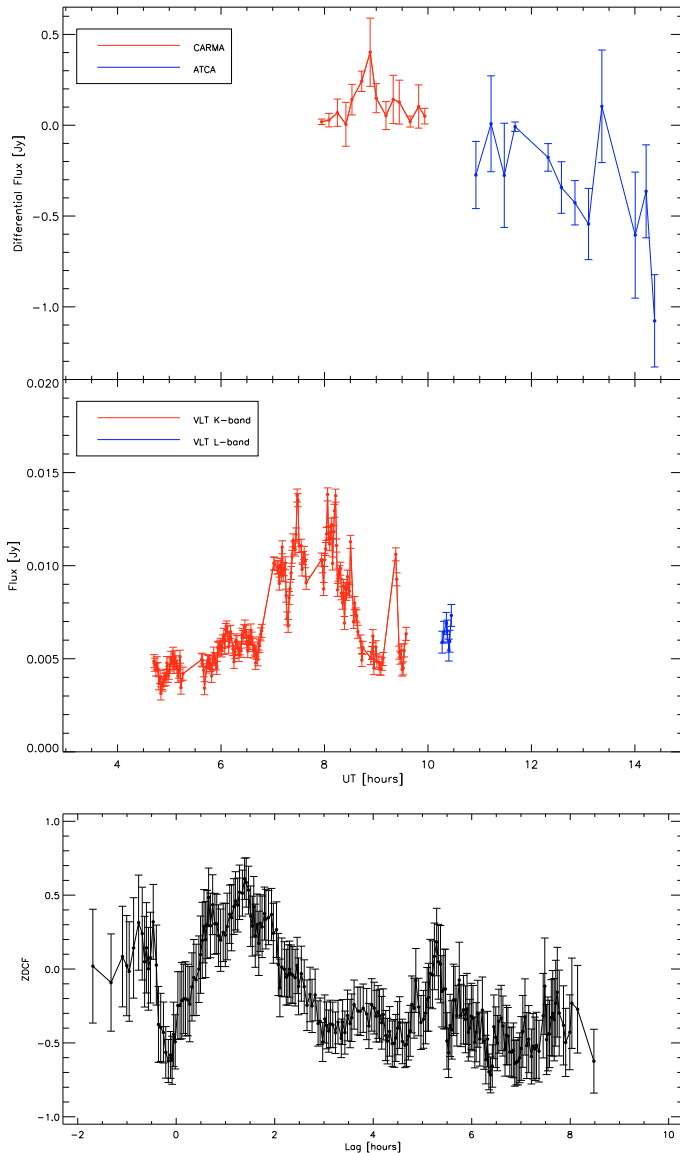 0.5
0.0
−0.5
−1.0
Differential Flux [Jy]
CARMA
ATCA
0.020
0.015
0.010
0.005
0.000
Flux [Jy]
VLT K−band
VLT L−band
4 6 8 10 12 14
UT [hours]
1.0
0.5
0.0
−0.5
−1.0
ZDCF
−2 0 2 4 6 8 10
Lag [hours]